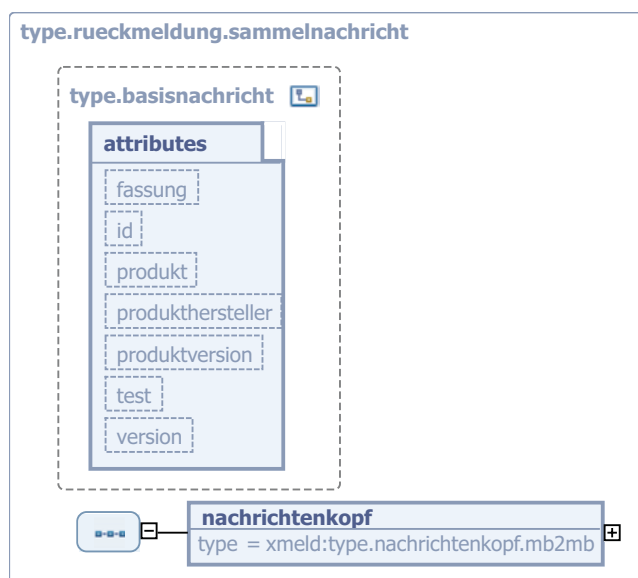 type.rueckmeldung.sammelnachricht
type.basisnachricht
attributes
fassung
id
produkt
produkthersteller
produktversion
test
version
nachrichtenkopf
type = xmeld:type.nachrichtenkopf.mb2mb